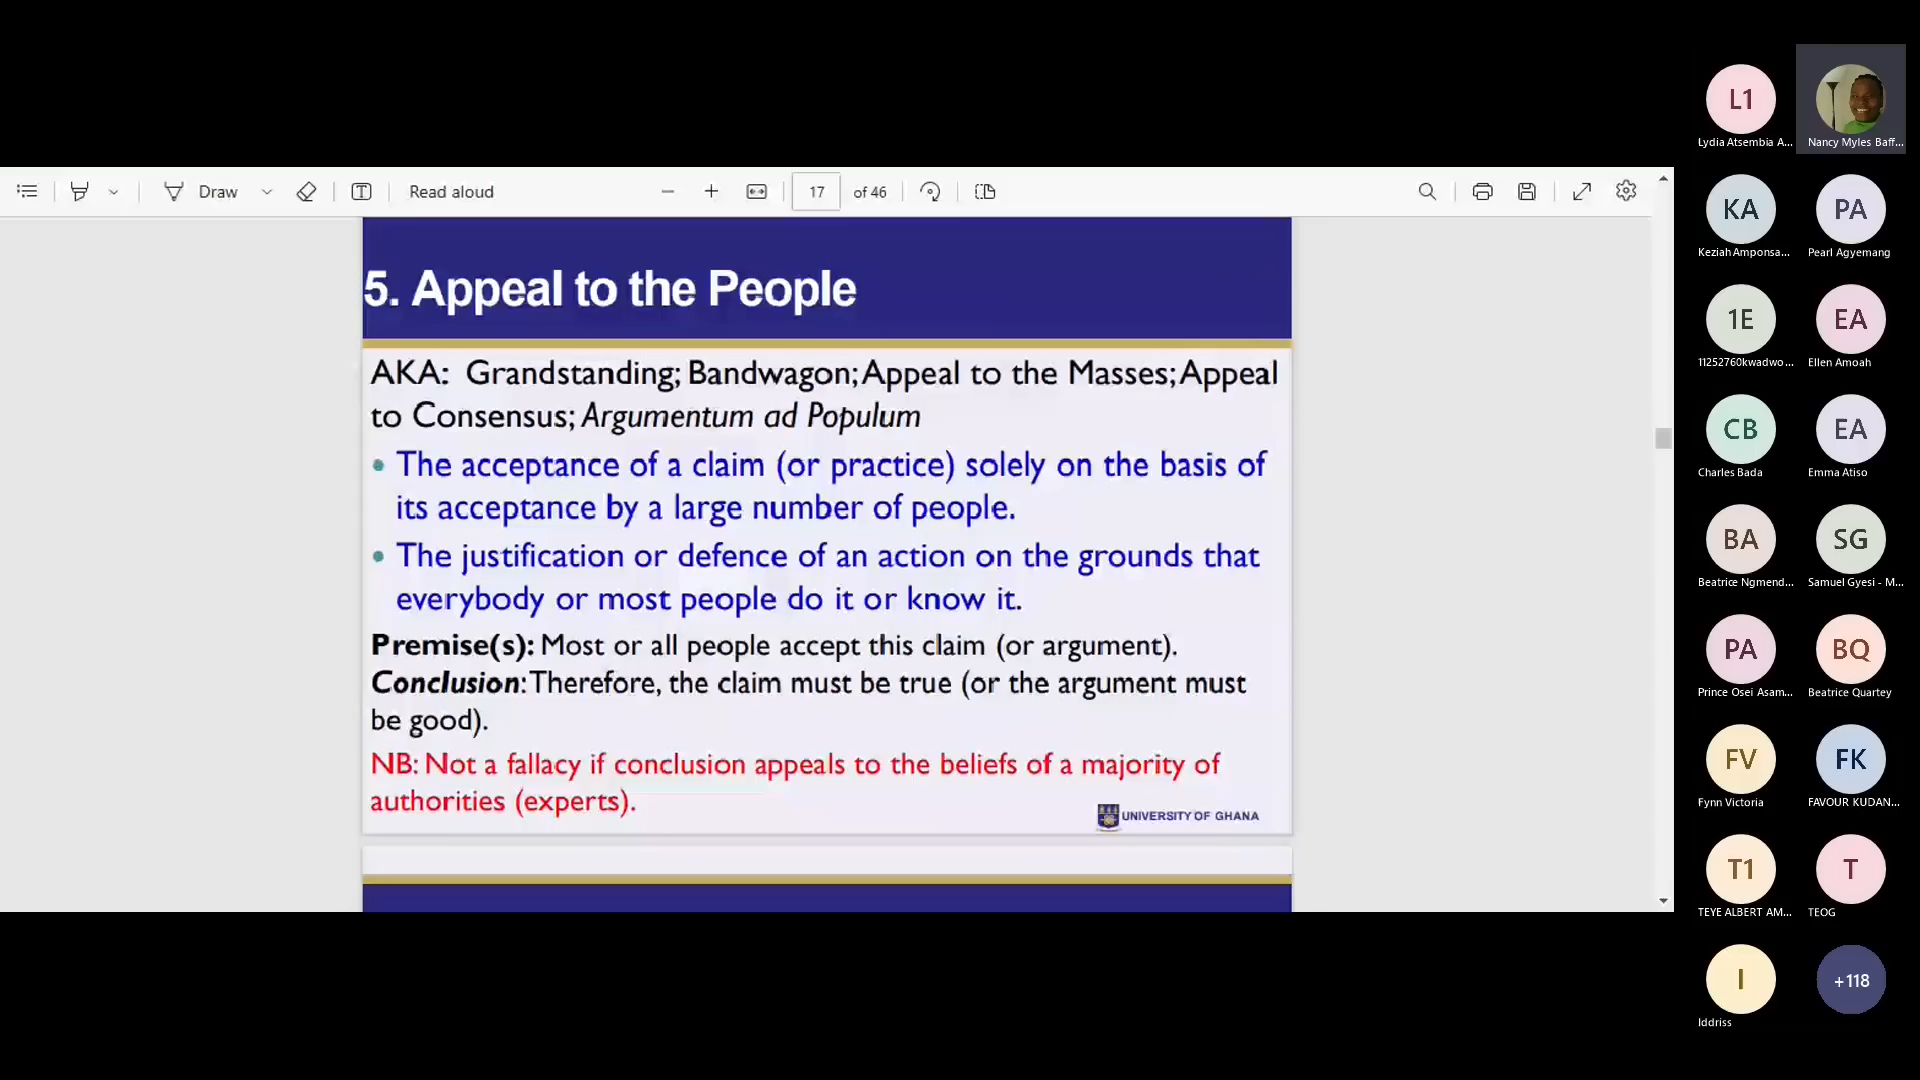 Read aloud
Draw
17 of 46
5. Appeal to the People
AKA: Grandstanding; Bandwagon; Appeal to the Masses; Appeal
to Consensus; Argumentum ad Populum
• The acceptance of a claim (or practice) solely on the basis of
its acceptance by a large number of people.
• The justification or defence of an action on the grounds that
everybody or most people do it or know it.
Premise(s): Most or all people accept this claim (or argument).
Conclusion: Therefore, the claim must be true (or the argument must
be good).
NB: Not a fallacy if conclusion appeals to the beliefs of a majority of
authorities (experts).
UNIVERSITY OF GHANA
L1
Lydia Atsembia A...
Nancy Myles Baff...
KA
Keziah Amponsa...
PA
Pearl Agyemang
1E
11252760kwadwo...
EA
Ellen Amoah
CB
Charles Bada
EA
Emma Atiso
BA
Beatrice Ngmend...
SG
Samuel Gyesi - M...
PA
Prince Osei Asam...
BQ
Beatrice Quartey
FV
Fynn Victoria
FK
FAVOUR KUDAN...
T1
TEYE ALBERT AM...
T
TEOG
I
Iddriss
+118